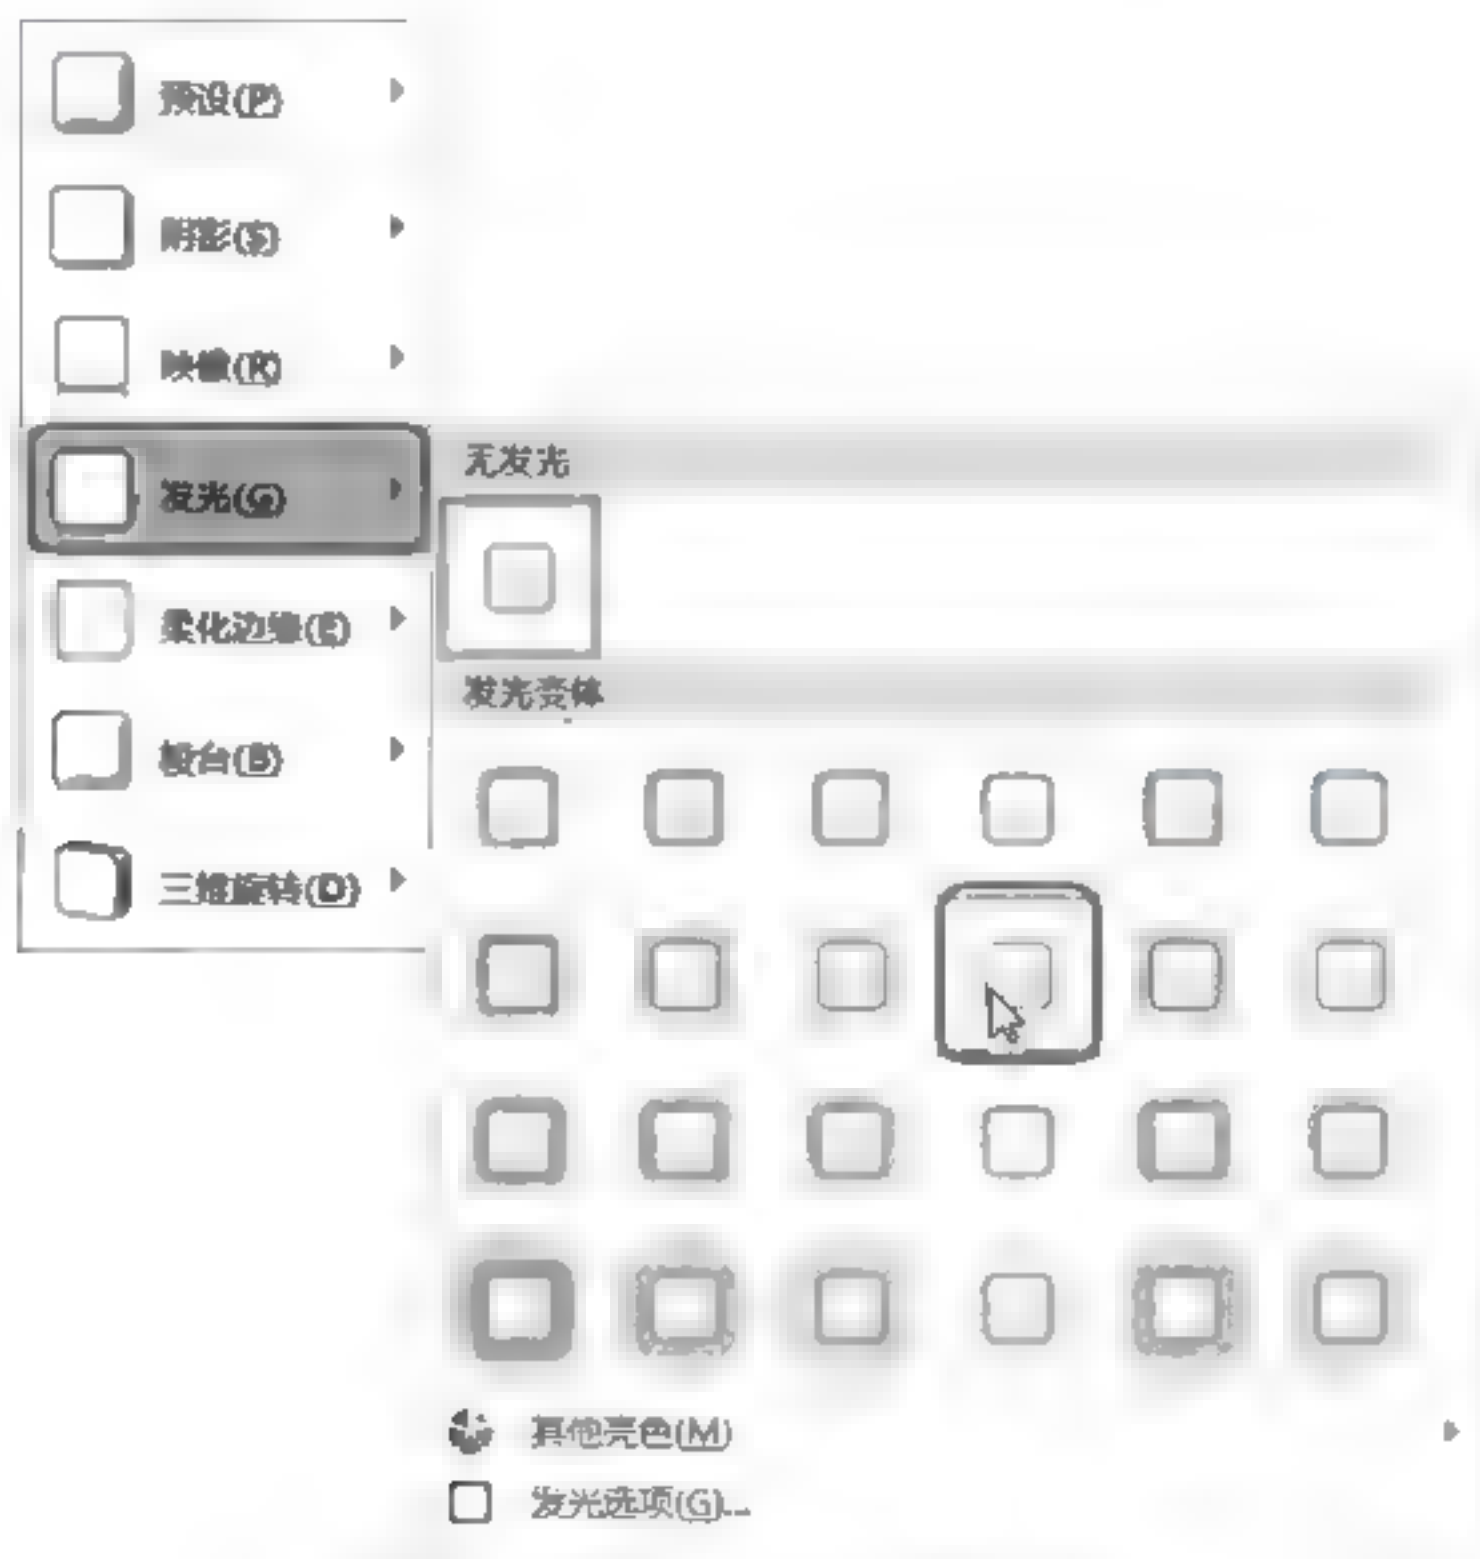 预设(P)
阴影(S)
映像(R)
发光(G)
柔化边缘(E)
棱台(B)
三维旋转(D)
无发光
发光变体
其他亮色(M)
发光选项(G)...